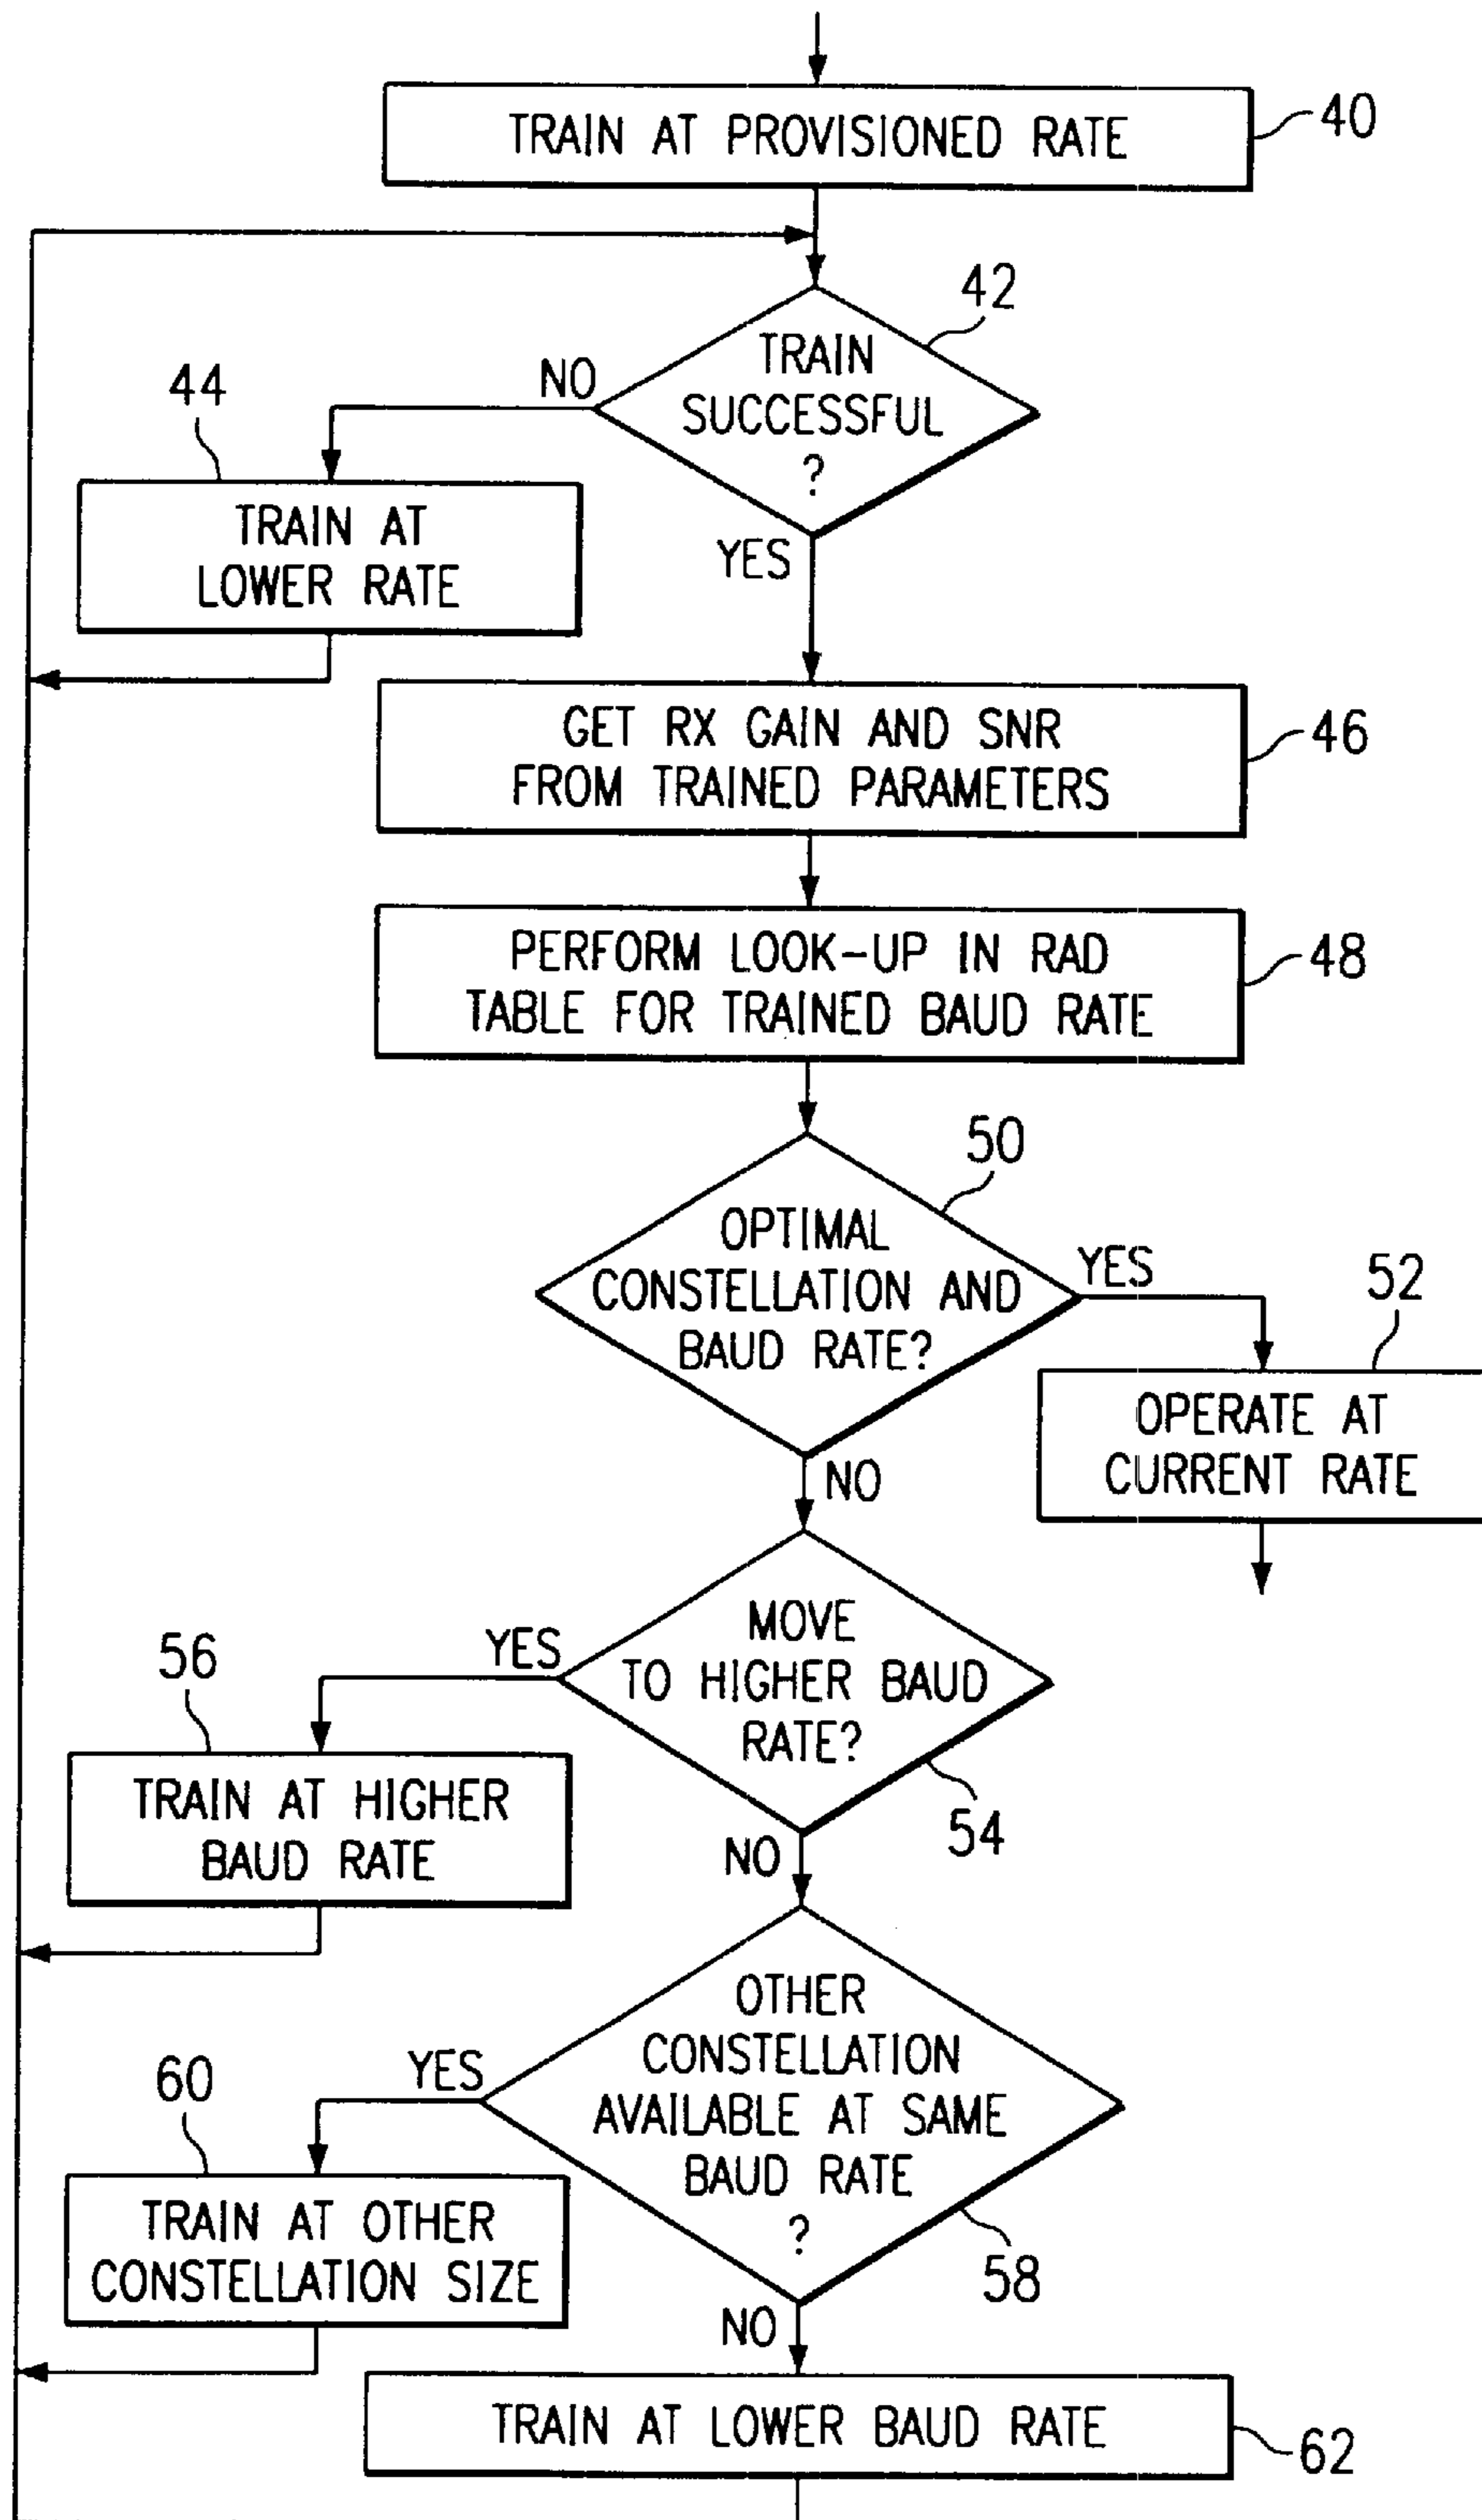 TRAIN AT PROVISIONED RATE
40
42
TRAIN
SUCCESSFUL
?
NO
YES
44
TRAIN AT
LOWER RATE
GET RX GAIN AND SNR
FROM TRAINED PARAMETERS
46
PERFORM LOOK-UP IN RAD
TABLE FOR TRAINED BAUD RATE
48
50
OPTIMAL
CONSTELLATION AND
BAUD RATE?
YES
NO
52
OPERATE AT
CURRENT RATE
MOVE
TO HIGHER BAUD
RATE?
54
YES
NO
56
TRAIN AT HIGHER
BAUD RATE
OTHER
CONSTELLATION
AVAILABLE AT SAME
BAUD RATE
?
58
YES
NO
60
TRAIN AT OTHER
CONSTELLATION SIZE
TRAIN AT LOWER BAUD RATE
62